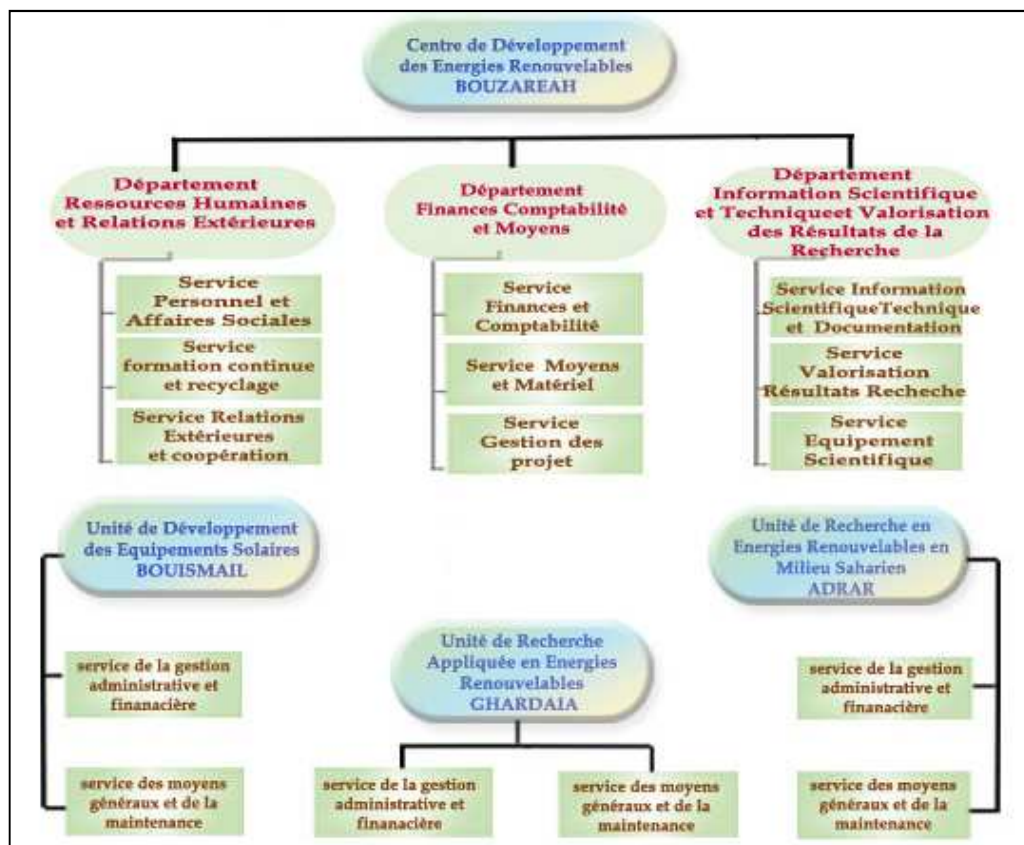 Centre de Développement
des Energies Renouvelables
BOUZAREAH
Département
Ressources Humaines
et Relations Extérieures
Département
Finances Comptabilité
et Moyens
Département
Information Scientifique
et Techniqueet Valorisation
des Résultats de la
Recherche
Service
Personnel et
Affaires Sociales
Service
formation continue
et recyclage
Service Relations
Extérieures
et coopération
Service
Finances et
Comptabilité
Service Moyens
et Matériel
Service
Gestion des
projet
Service Information
ScientifiqueTechnique
et Documentation
Service
Valorisation
Résultats Recheche
Service
Equipement
Scientifique
Unité de Développement
des Equipements Solaires
BOUISMAIL
service de la gestion
administrative et
finanacière
service des moyens
généraux et de la
maintenance
Unité de Recherche
Appliquée en Energies
Renouvelables
GHARDAIA
service de la gestion
administrative et
finanacière
service des moyens
généraux et de la
maintenance
Unité de Recherche en
Energies Renouvelables en
Milieu Saharien
ADRAR
service de la gestion
administrative et
finanacière
service des moyens
généraux et de la
maintenance